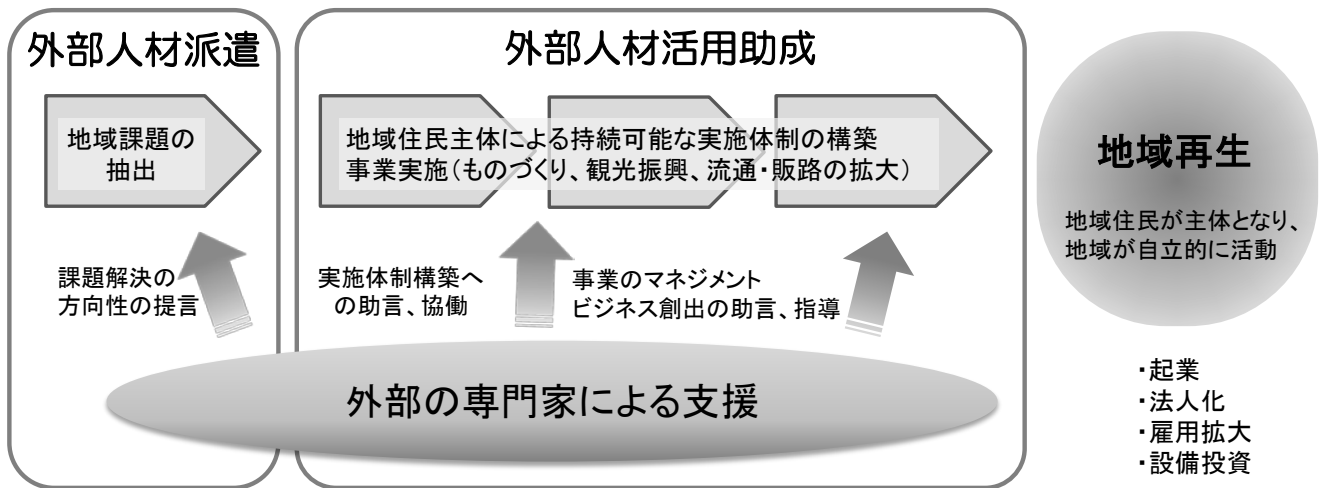 外部人材派遣
地域課題の
抽出
課題解決の
方向性の提言
外部人材活用助成
地域住民主体による持続可能な実施体制の構築
事業実施(ものづくり、観光振興、流通・販路の拡大)
実施体制構築へ
の助言、協働
事業のマネジメント
ビジネス創出の助言、指導
外部の専門家による支援
地域再生
地域住民が主体となり、
地域が自立的に活動
・起業
・法人化
・雇用拡大
・設備投資